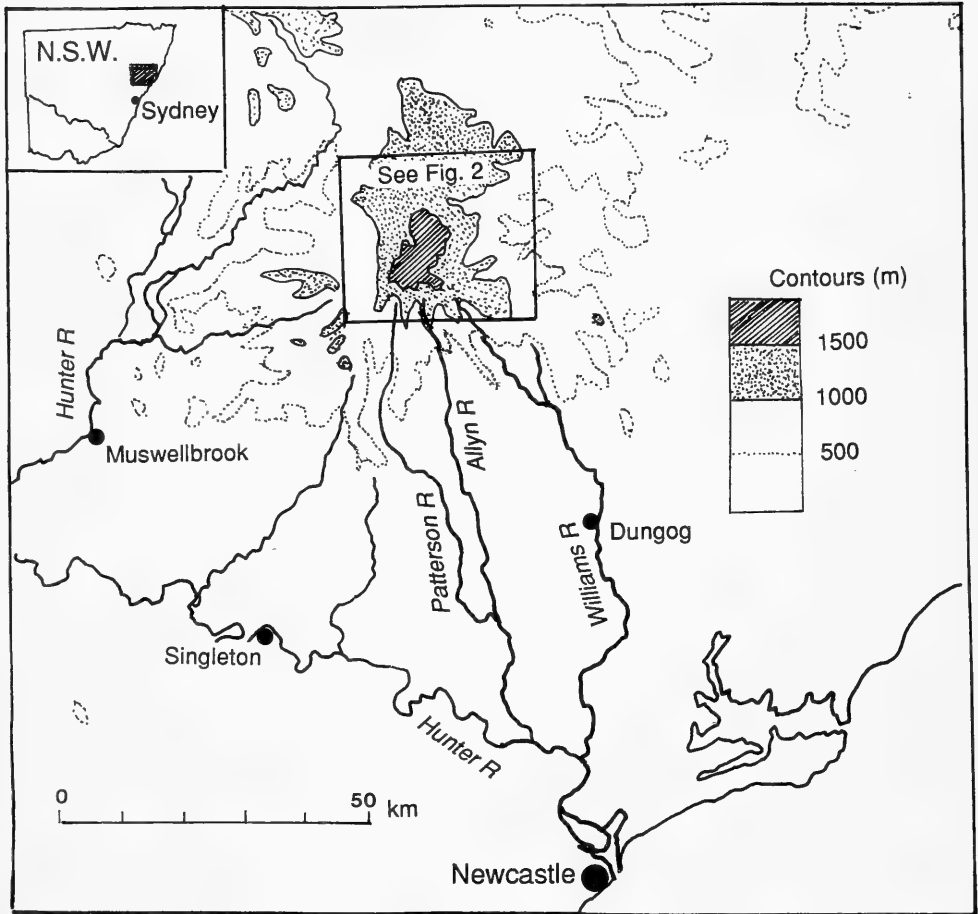 N.S.W.
Sydney
See Fig. 2
Contours (m)
1500
1000
500
Hunter R
Muswellbrook
Allyn R
Patterson R
Williams R
Dungog
Singleton
Hunter R
0 50 km
Newcastle